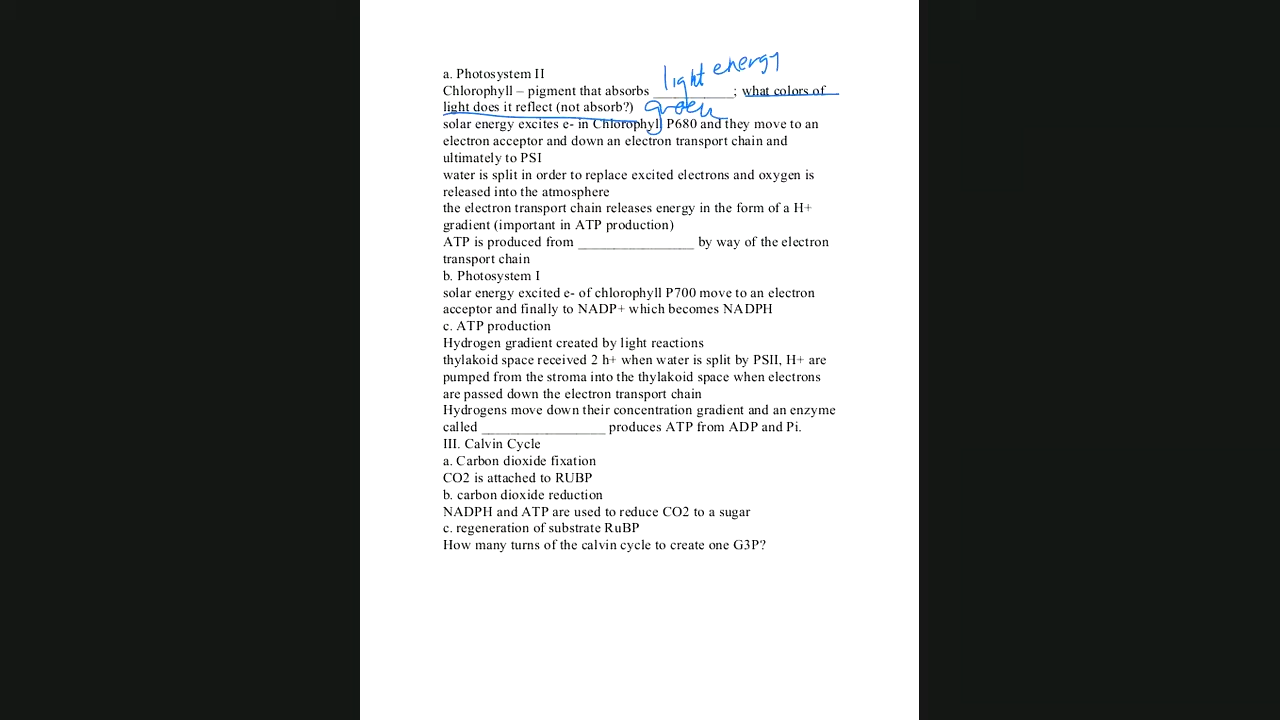 a. Photosystem II
light energy
Chlorophyll – pigment that absorbs ____________; what colors of
light does it reflect (not absorb?) green
solar energy excites e- in Chlorophyll P680 and they move to an
electron acceptor and down an electron transport chain and
ultimately to PSI
water is split in order to replace excited electrons and oxygen is
released into the atmosphere
the electron transport chain releases energy in the form of a H+
gradient (important in ATP production)
ATP is produced from _________________ by way of the electron
transport chain
b. Photosystem I
solar energy excited e- of chlorophyll P700 move to an electron
acceptor and finally to NADP+ which becomes NADPH
c. ATP production
Hydrogen gradient created by light reactions
thylakoid space received 2 h+ when water is split by PSII, H+ are
pumped from the stroma into the thylakoid space when electrons
are passed down the electron transport chain
Hydrogens move down their concentration gradient and an enzyme
called __________________ produces ATP from ADP and Pi.
III. Calvin Cycle
a. Carbon dioxide fixation
CO2 is attached to RUBP
b. carbon dioxide reduction
NADPH and ATP are used to reduce CO2 to a sugar
c. regeneration of substrate RuBP
How many turns of the calvin cycle to create one G3P?